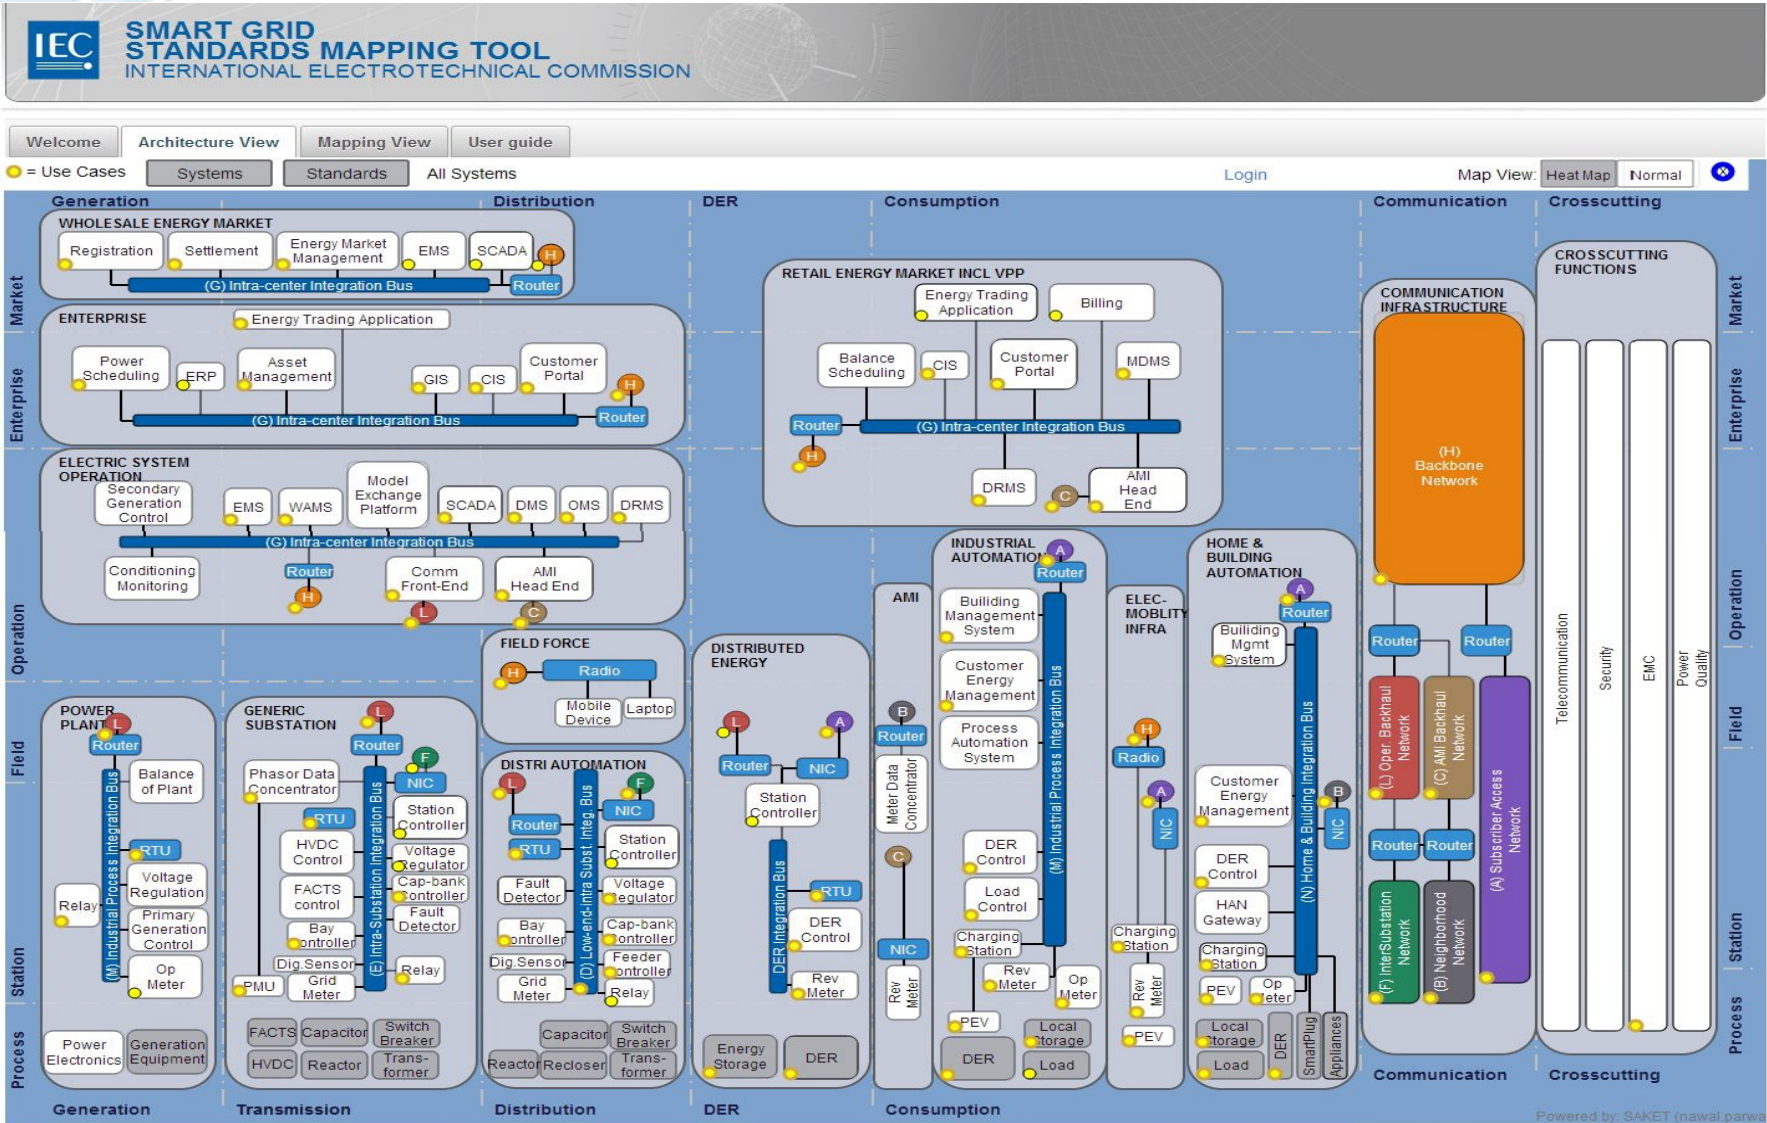 IEC
SMART GRID
STANDARDS MAPPING TOOL
INTERNATIONAL ELECTROTECHNICAL COMMISSION
Welcome
Architecture View
Mapping View
User guide
= Use Cases
Systems
Standards
All Systems
Login
Map View:
Heat Map
Normal
Generation
Distribution
DER
Consumption
Communication
Crosscutting
Market
Enterprise
Operation
Field
Station
Process
WHOLESALE ENERGY MARKET
Registration
Settlement
Energy Market
Management
EMS
SCADA
H
(G) Intra-center Integration Bus
Router
ENTERPRISE
Energy Trading Application
Power
Scheduling
ERP
Asset
Management
GIS
CIS
Customer
Portal
H
Router
(G) Intra-center Integration Bus
ELECTRIC SYSTEM
OPERATION
Secondary
Generation
Control
EMS
WAMS
Model
Exchange
Platform
SCADA
DMS
OMS
DRMS
(G) Intra-center Integration Bus
Conditioning
Monitoring
Router
H
Comm
Front-End
L
AMI
Head End
C
RETAIL ENERGY MARKET INCL VPP
Energy Trading
Application
Billing
Balance
Scheduling
CIS
Customer
Portal
MDMS
Router
(G) Intra-center Integration Bus
H
DRMS
C
AMI
Head
End
FIELD FORCE
H
Radio
Mobile
Device
Laptop
POWER
PLANT
L
Router
(M) Industrial Process Integration Bus
Balance
of Plant
RTU
Voltage
Regulation
Relay
Primary
Generation
Control
Op
Meter
Power
Electronics
Generation
Equipment
GENERIC
SUBSTATION
L
Router
F
NIC
Phasor Data
Concentrator
RTU
HVDC
Control
FACTS
control
Bay
Controller
Dig.Sensor
PMU
Grid
Meter
(E) Intra-Substation Integration Bus
Station
Controller
Voltage
Regulator
Cap-bank
Controller
Fault
Detector
Relay
FACTS
Capacitor
Switch
Breaker
HVDC
Reactor
Trans-
former
DISTRI AUTOMATION
L
F
NIC
Router
RTU
Fault
Detector
Bay
Controller
Dig.Sensor
Grid
Meter
(D) Low-end-Intra Subst. Integ. Bus
Station
Controller
Voltage
Regulator
Cap-bank
Controller
Feeder
Controller
Relay
Capacitor
Switch
Breaker
Reactor
Recloser
Trans-
former
DISTRIBUTED
ENERGY
L
A
Router
NIC
Station
Controller
DER Integration Bus
RTU
DER
Control
Rev
Meter
Energy
Storage
DER
AMI
B
Router
Meter Data
Concentrator
C
NIC
Rev
Meter
INDUSTRIAL
AUTOMATION
A
Router
Builiding
Management
System
Customer
Energy
Management
Process
Automation
System
DER
Control
Load
Control
Charging
Station
(M) Industrial Process Integration Bus
Rev
Meter
Op
Meter
PEV
Local
Storage
DER
Load
ELEC-
MOBLITY
INFRA
H
Radio
A
NIC
Charging
Station
Rev
Meter
PEV
HOME &
BUILDING
AUTOMATION
A
Router
Builiding
Mgmt
System
Customer
Energy
Management
B
NIC
(N) Home & Building Integration Bus
DER
Control
HAN
Gateway
Charging
Station
PEV
Op
Meter
Local
Storage
Load
DER
SmartPlug
Appliances
COMMUNICATION
INFRASTRUCTURE
(H)
Backbone
Network
Router
Router
(L) Oper. Backhaul
Network
(C) AMI Backhaul
Network
(A) Subscriber Access
Network
Router
Router
(F) InterSubstation
Network
(B) Neighborhood
Network
CROSSCUTTING
FUNCTIONS
Telecommunication
Security
EMC
Power
Quality
Market
Enterprise
Operation
Field
Station
Process
Generation
Transmission
Distribution
DER
Consumption
Communication
Crosscutting
Powered by: SAKET (nawal.parwa